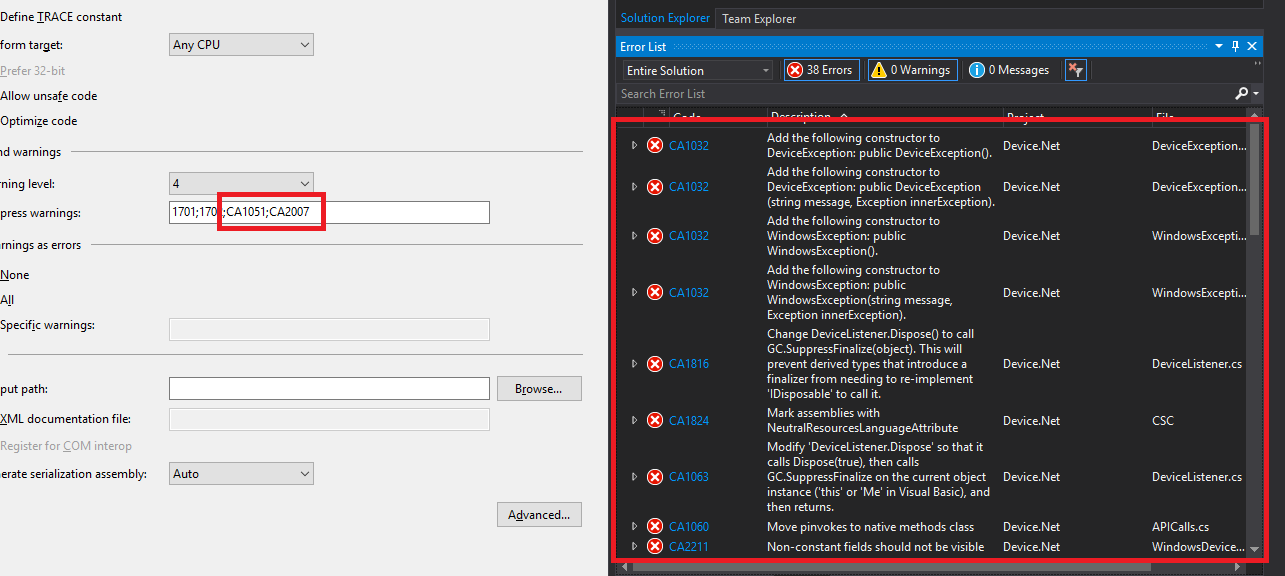 Define TRACE constant
form target:
Any CPU
Prefer 32-bit
Allow unsafe code
Optimize code
nd warnings
rning level:
4
press warnings:
1701;170;CA1051;CA2007
rnings as errors
None
All
Specific warnings:
put path:
Browse...
XML documentation file:
Register for COM interop
nerate serialization assembly:
Auto
Advanced...
Solution Explorer
Team Explorer
Error List
Entire Solution
38 Errors
0 Warnings
0 Messages
Search Error List
Code
Description
Project
File
CA1032
Add the following constructor to
DeviceException: public DeviceException().
Device.Net
DeviceException...
CA1032
Add the following constructor to
DeviceException: public DeviceException
(string message, Exception innerException).
Device.Net
DeviceException...
CA1032
Add the following constructor to
WindowsException: public
WindowsException().
Device.Net
WindowsExcepti...
CA1032
Add the following constructor to
WindowsException: public
WindowsException(string message,
Exception innerException).
Device.Net
WindowsExcepti...
CA1816
Change DeviceListener.Dispose() to call
GC.SuppressFinalize(object). This will
prevent derived types that introduce a
finalizer from needing to re-implement
'IDisposable' to call it.
Device.Net
DeviceListener.cs
CA1824
Mark assemblies with
NeutralResourcesLanguageAttribute
Device.Net
CSC
CA1063
Modify 'DeviceListener.Dispose' so that it
calls Dispose(true), then calls
GC.SuppressFinalize on the current object
instance ('this' or 'Me' in Visual Basic), and
then returns.
Device.Net
DeviceListener.cs
CA1060
Move pinvokes to native methods class
Device.Net
APICalls.cs
CA2211
Non-constant fields should not be visible
Device.Net
WindowsDevice...